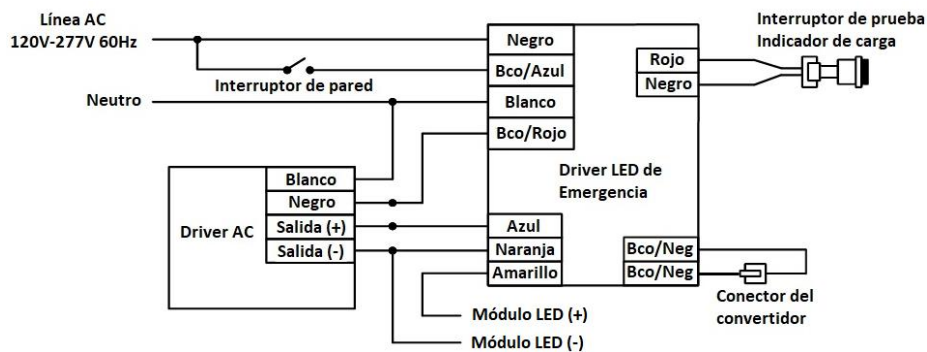 Línea AC
120V-277V 60Hz
Interruptor de pared
Neutro
Negro
Bco/Azul
Blanco
Bco/Rojo
Rojo
Negro
Interruptor de prueba
Indicador de carga
Driver LED de
Emergencia
Driver AC
Blanco
Negro
Salida (+)
Salida (-)
Azul
Naranja
Amarillo
Bco/Neg
Bco/Neg
Conector del
convertidor
Módulo LED (+)
Módulo LED (-)